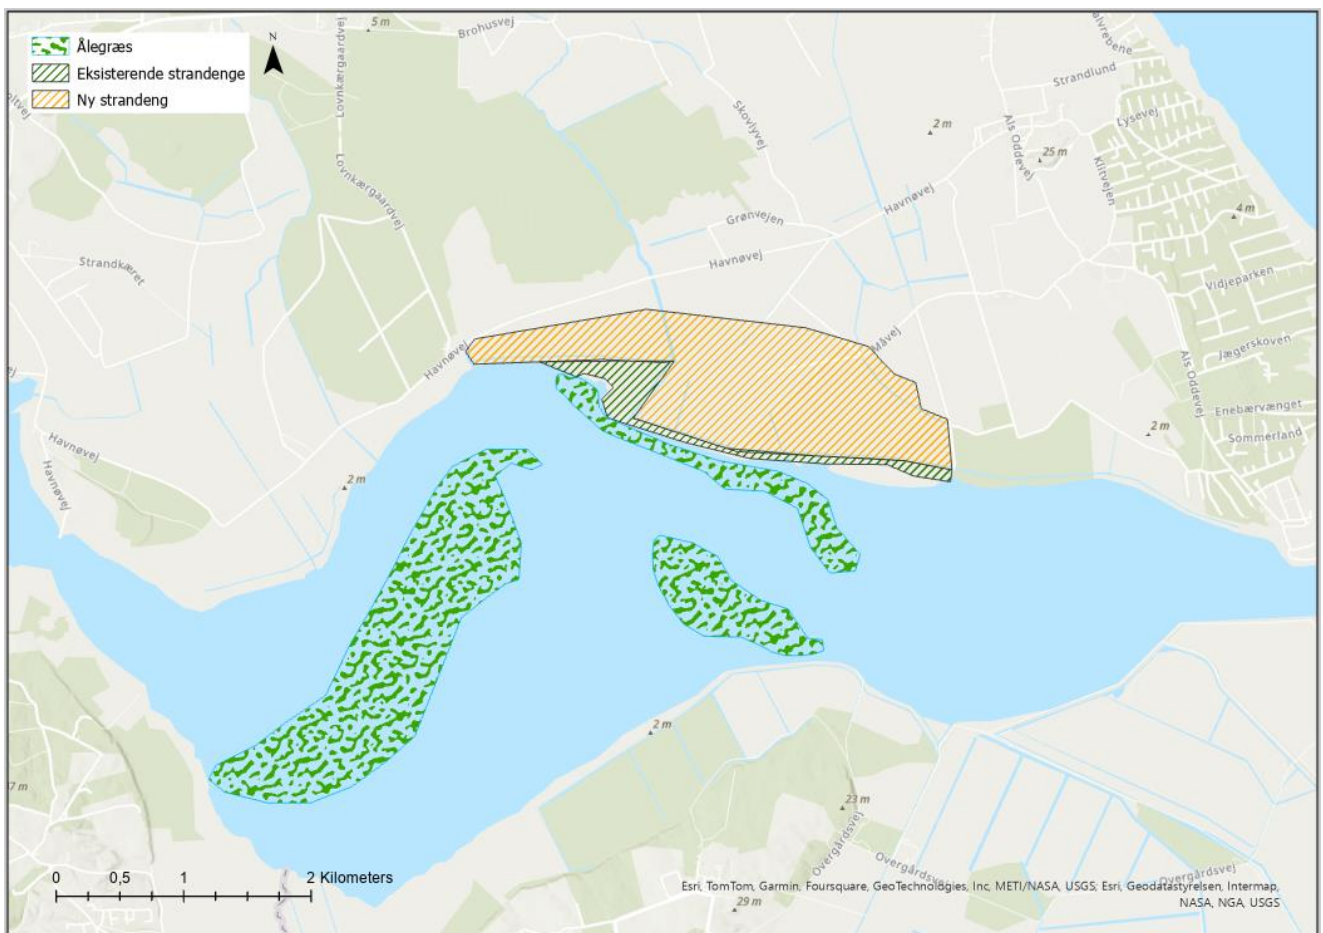 Ålegræs
Eksisterende strandenge
Ny strandeng
N
5 m
Brohusvej
Lovnkærgaardvej
Lovnkærgaardvej
Skovlyvej
2 m
Strandlund
Lysevej
Als Oddevej
25 m
Klitvejen
4 m
Havnøvej
Grønvejen
Havnøvej
Strandkæret
Vidjeparken
Måvej
Jægerskoven
Havnøvej
Als Oddevej
Enebærvænget
2 m
Sommerland
Havnøvej
Havnøvej
2 m
2 m
23 m
Overgårdsvej
Overgårdsvej
Overgårdsvej
29 m
0 0,5 1 2 Kilometers
Esri, TomTom, Garmin, Foursquare, GeoTechnologies, Inc, METI/NASA, USGS, Esri, Geodatastyrelsen, Intermap,
NASA, NGA, USGS